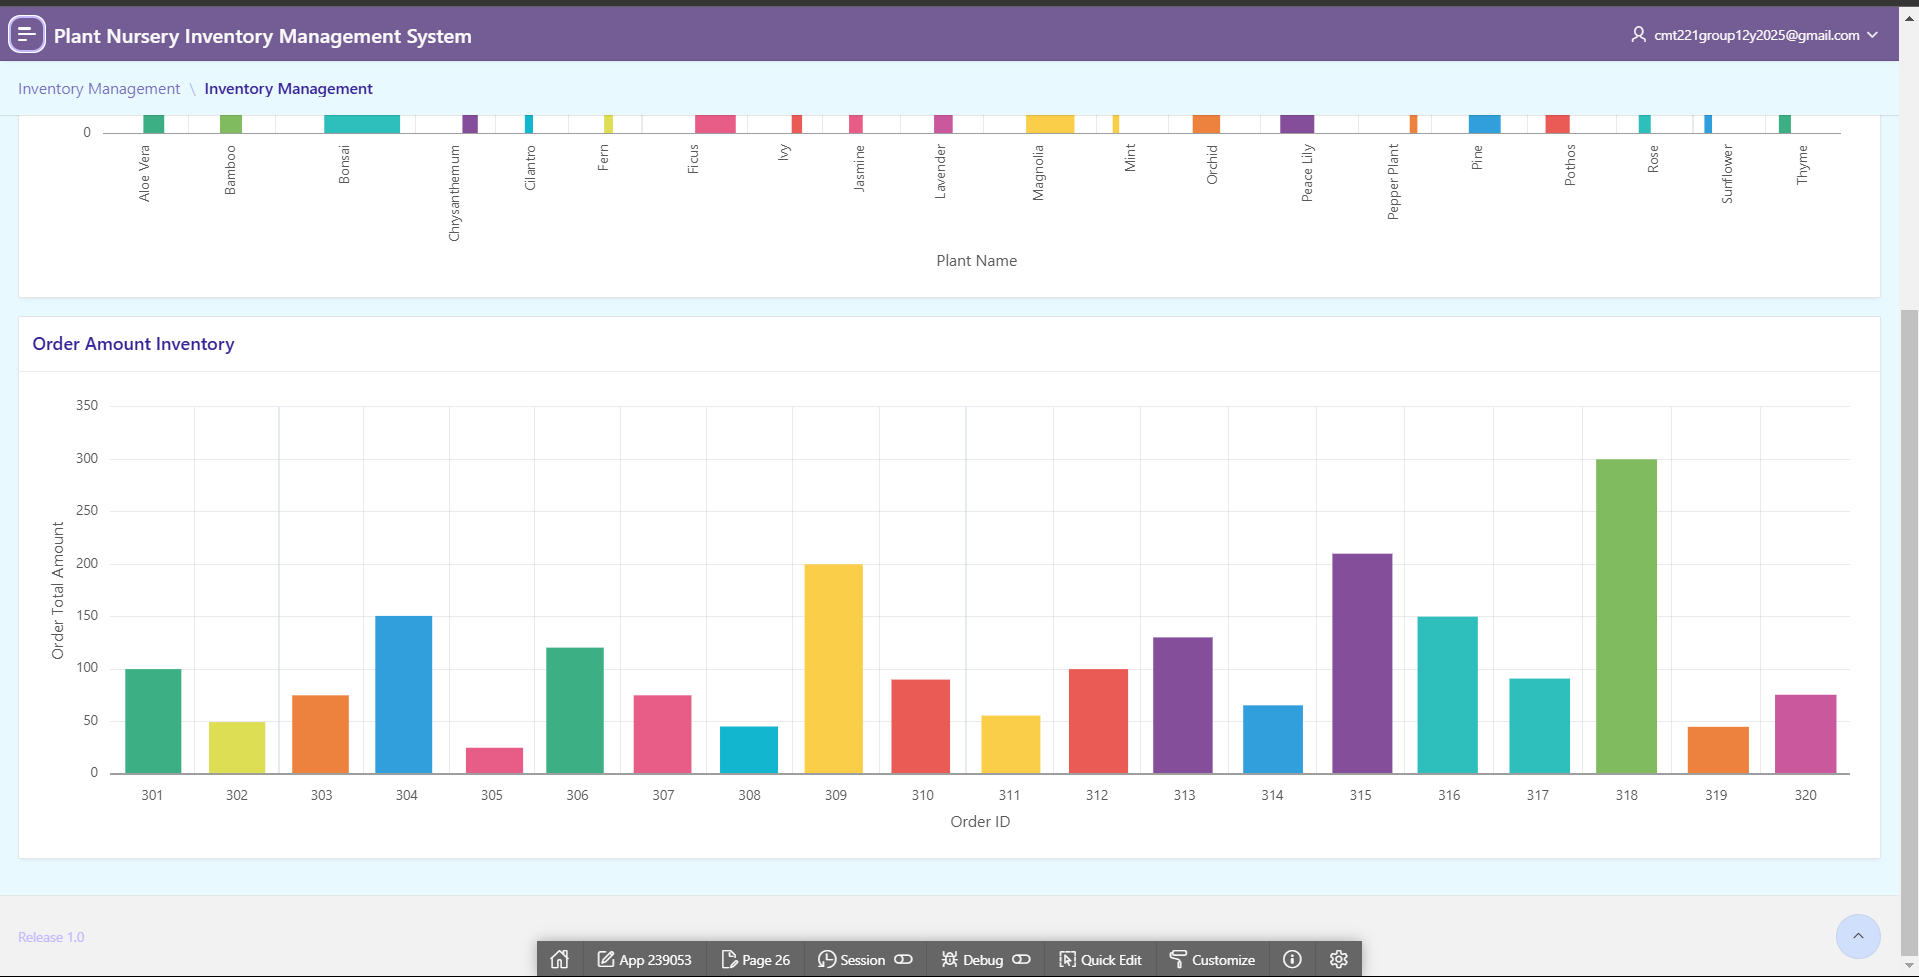 Plant Nursery Inventory Management System
cmt221group12y2025@gmail.com
Inventory Management \ Inventory Management
0
Aloe Vera
Bamboo
Bonsai
Chrysanthemum
Cilantro
Fern
Ficus
Ivy
Jasmine
Lavender
Magnolia
Mint
Orchid
Peace Lily
Pepper Plant
Pine
Pothos
Rose
Sunflower
Thyme
Plant Name
Order Amount Inventory
Order Total Amount
350
300
250
200
150
100
50
0
301 302 303 304 305 306 307 308 309 310 311 312 313 314 315 316 317 318 319 320
Order ID
Release 1.0
App 239053 Page 26 Session Debug Quick Edit Customize